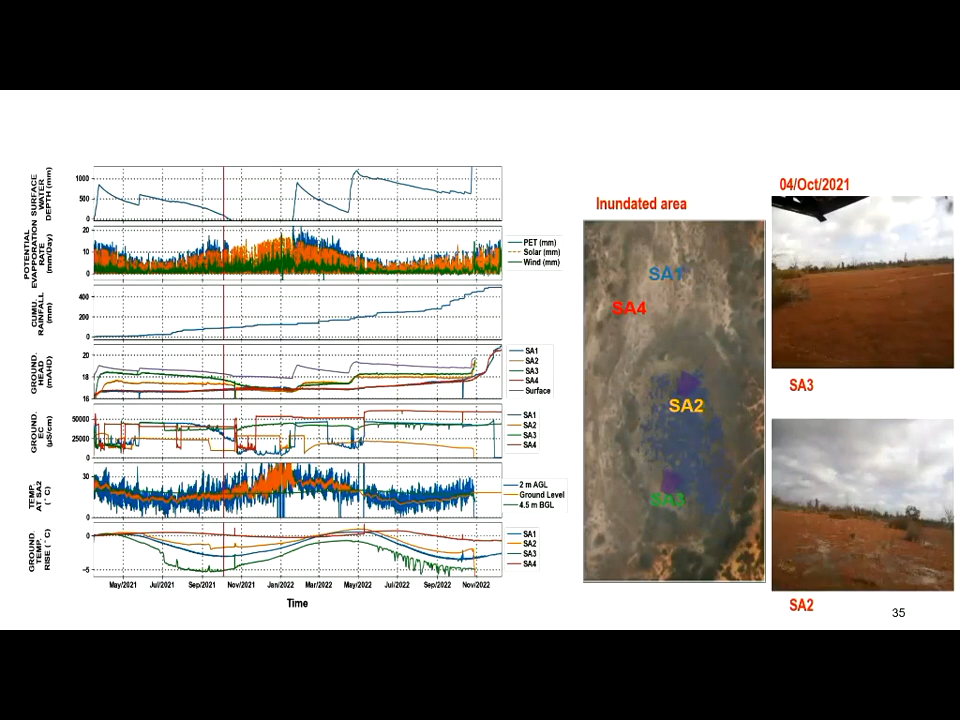 SURFACE
WATER
DEPTH (mm)
1000
500
0
POTENTIAL
EVAPORATION
RATE
(mm/Day)
20
10
0
PET (mm)
Solar (mm)
Wind (mm)
CUMU.
RAINFALL
(mm)
400
200
0
GROUND.
HEAD
(mAHD)
20
18
16
SA1
SA2
SA3
SA4
Surface
GROUND.
EC
(µS/cm)
50000
25000
0
SA1
SA2
SA3
SA4
TEMP.
AT SA2
(°C)
30
0
2 m AGL
Ground Level
4.5 m BGL
GROUND.
TEMP.
RISE (°C)
0
−5
SA1
SA2
SA3
SA4
May/2021 Jul/2021 Sep/2021 Nov/2021 Jan/2022 Mar/2022 May/2022 Jul/2022 Sep/2022 Nov/2022
Time
Inundated area
SA1
SA4
SA2
SA3
04/Oct/2021
SA3
SA2
35